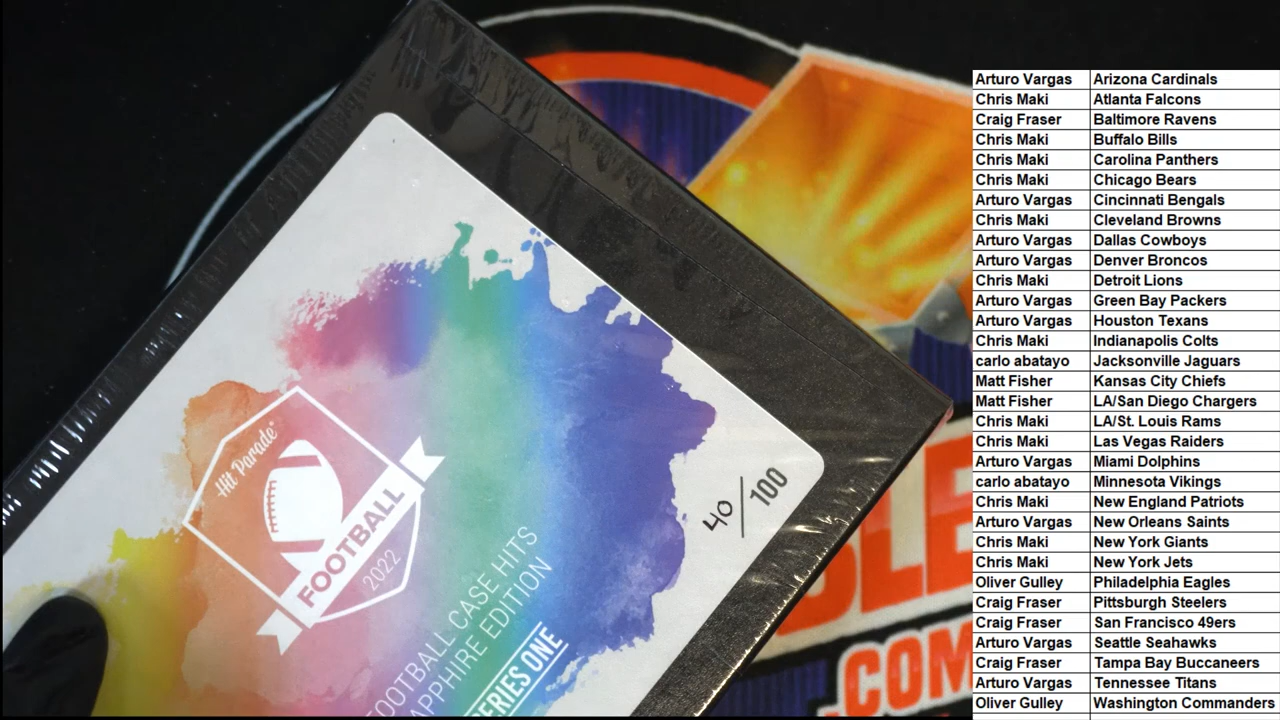 Hit Parade
FOOTBALL
2022
FOOTBALL CASE HITS
SAPPHIRE EDITION
SERIES ONE
40/100
.COM
Arturo Vargas Arizona Cardinals
Chris Maki Atlanta Falcons
Craig Fraser Baltimore Ravens
Chris Maki Buffalo Bills
Chris Maki Carolina Panthers
Chris Maki Chicago Bears
Arturo Vargas Cincinnati Bengals
Chris Maki Cleveland Browns
Arturo Vargas Dallas Cowboys
Arturo Vargas Denver Broncos
Chris Maki Detroit Lions
Arturo Vargas Green Bay Packers
Arturo Vargas Houston Texans
Chris Maki Indianapolis Colts
carlo abatayo Jacksonville Jaguars
Matt Fisher Kansas City Chiefs
Matt Fisher LA/San Diego Chargers
Chris Maki LA/St. Louis Rams
Chris Maki Las Vegas Raiders
Arturo Vargas Miami Dolphins
carlo abatayo Minnesota Vikings
Chris Maki New England Patriots
Arturo Vargas New Orleans Saints
Chris Maki New York Giants
Chris Maki New York Jets
Oliver Gulley Philadelphia Eagles
Craig Fraser Pittsburgh Steelers
Craig Fraser San Francisco 49ers
Arturo Vargas Seattle Seahawks
Craig Fraser Tampa Bay Buccaneers
Arturo Vargas Tennessee Titans
Oliver Gulley Washington Commanders